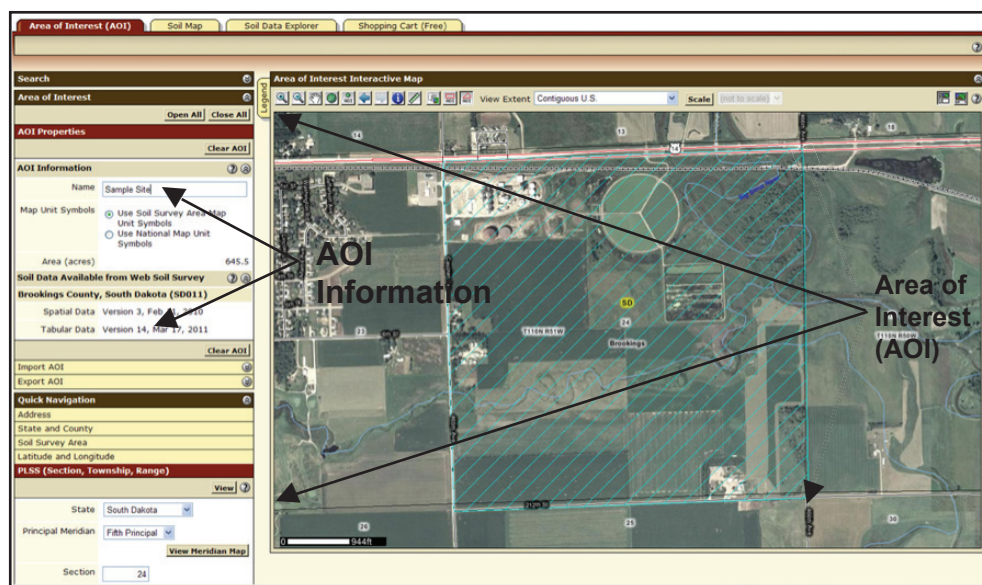 Area of Interest (AOI)
Soil Map
Soil Data Explorer
Shopping Cart (Free)
Search
Area of Interest
Open All Close All
AOI Properties
Clear AOI
AOI Information
Name Sample Site
Map Unit Symbols
Use Soil Survey Area Map
Unit Symbols
Use National Map Unit
Symbols
Area (acres) 645.5
Soil Data Available from Web Soil Survey
Brookings County, South Dakota (SD011)
Spatial Data Version 3, Feb 2010
Tabular Data Version 14, Mar 17, 2011
Clear AOI
Import AOI
Export AOI
Quick Navigation
Address
State and County
Soil Survey Area
Latitude and Longitude
PLSS (Section, Township, Range)
View
State South Dakota
Principal Meridian Fifth Principal
View Meridian Map
Section 24
Legend
Area of Interest Interactive Map
View Extent Contiguous U.S. Scale (not to scale)
14
13
18
14
AOI
Information
SD
23
24
T110N R51W
Brookings
T110N R50W
Area of
Interest
(AOI)
212th St
26
25
30
0 944ft